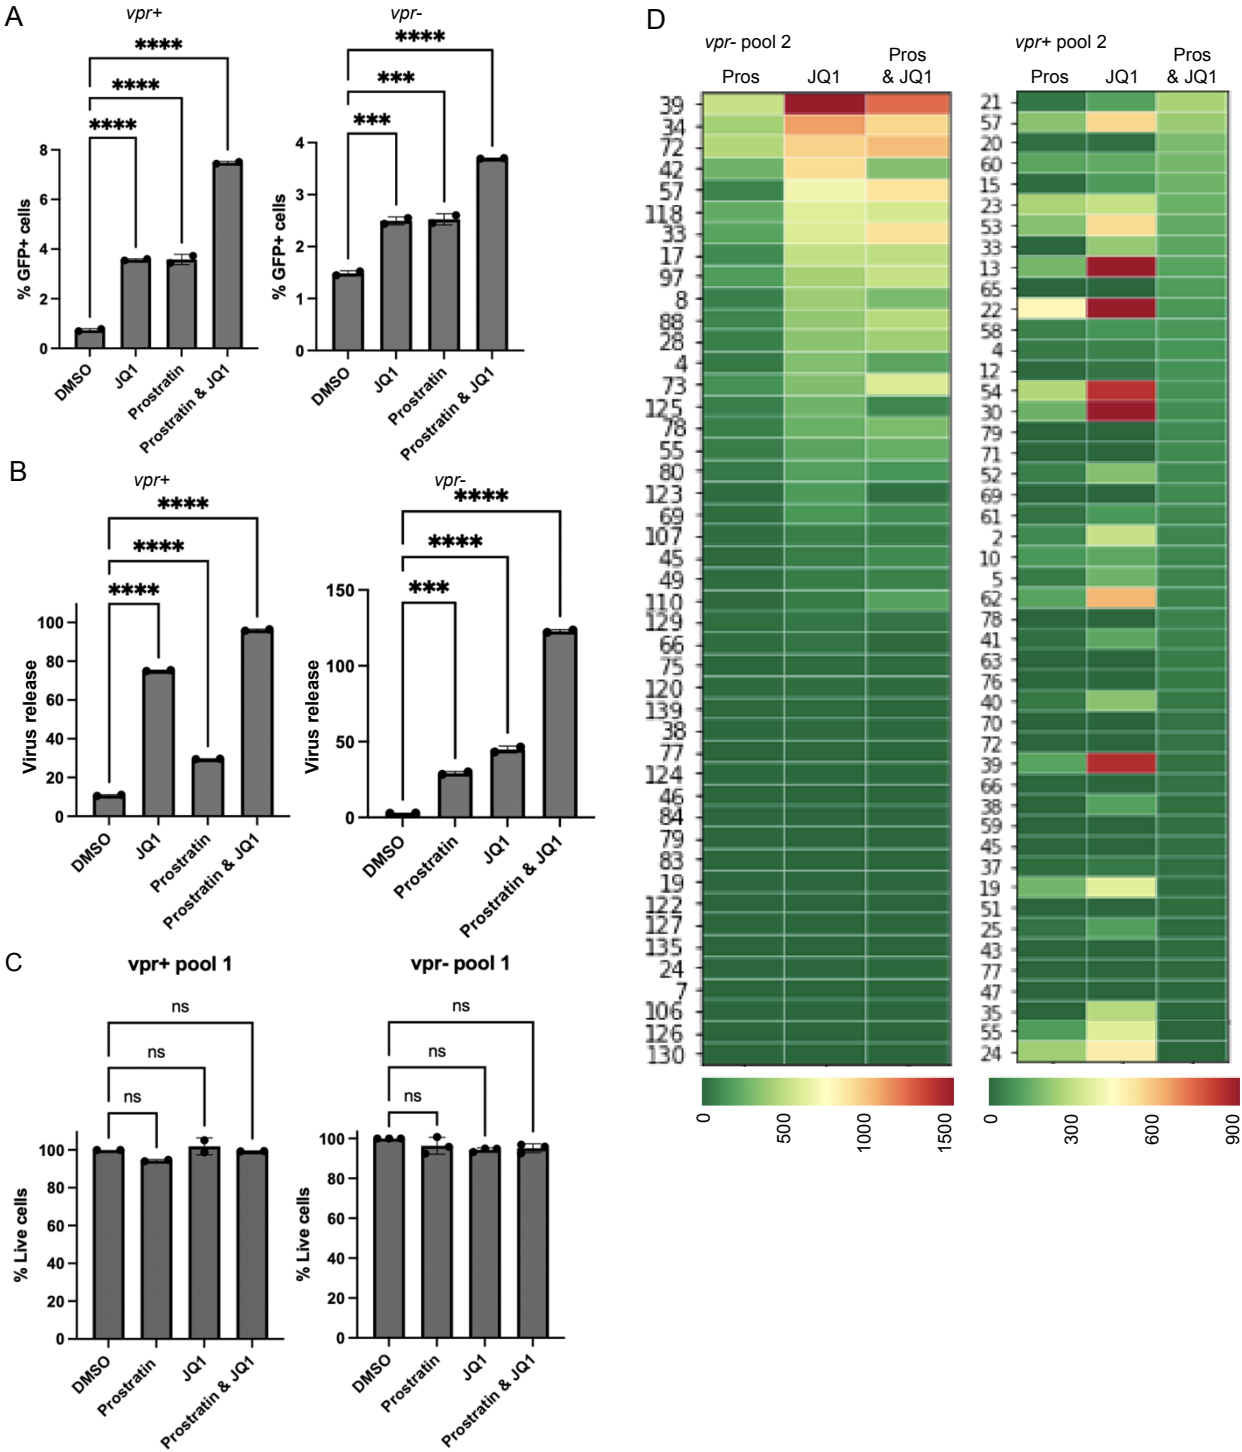 A
vpr+
vpr-
****
****
****
****
***
***
% GFP+ cells
8
6
4
2
0
% GFP+ cells
4
3
2
1
0
DMSO
JQ1
Prostratin
Prostratin & JQ1
DMSO
JQ1
Prostratin
Prostratin & JQ1
B
vpr+
vpr-
****
****
****
****
****
***
Virus release
100
80
60
40
20
0
Virus release
150
100
50
0
DMSO
JQ1
Prostratin
Prostratin & JQ1
DMSO
Prostratin
JQ1
Prostratin & JQ1
C
vpr+ pool 1
vpr- pool 1
ns
ns
ns
ns
ns
ns
% Live cells
100
80
60
40
20
0
% Live cells
100
80
60
40
20
0
DMSO
Prostratin
JQ1
Prostratin & JQ1
DMSO
Prostratin
JQ1
Prostratin & JQ1
D
vpr- pool 2
Pros
JQ1
Pros
& JQ1
39
34
72
42
57
118
33
17
97
8
88
28
4
73
125
78
55
80
123
69
107
45
49
110
129
66
75
120
139
38
77
124
46
84
79
83
19
122
127
135
24
7
106
126
130
0
500
1000
1500
vpr+ pool 2
Pros
JQ1
Pros
& JQ1
21
57
20
60
15
23
53
33
13
65
22
58
4
12
54
30
79
71
52
69
61
2
10
5
62
78
41
63
76
40
70
72
39
66
38
59
45
37
19
51
25
43
77
47
35
55
24
0
300
600
900